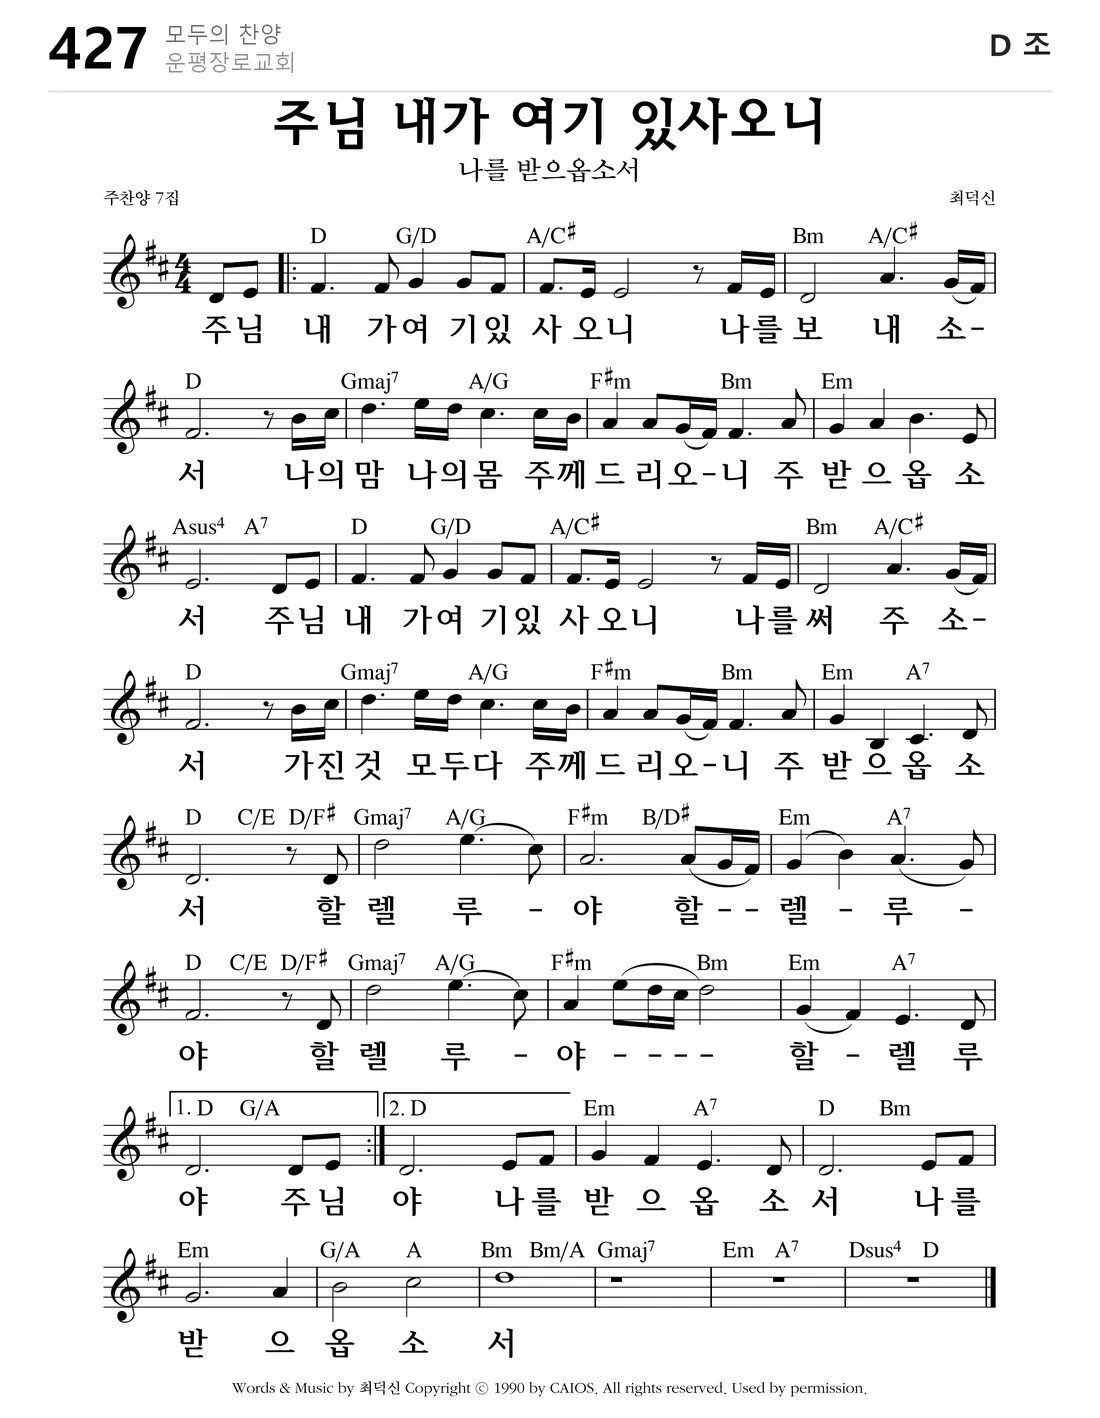 427 모두의 찬양
운평장로교회
D 조
주님 내가 여기 있사오니
나를 받으옵소서
주찬양 7집 최덕신
D G/D A/C♯ Bm A/C♯
주님 내 가여 기있 사 오니 나를 보 내 소-
D Gmaj7 A/G F♯m Bm Em
서 나의 맘 나의 몸 주께 드 리오-니 주 받 으 옵 소
Asus4 A7 D G/D A/C♯ Bm A/C♯
서 주님 내 가여 기있 사 오니 나를 써 주 소-
D Gmaj7 A/G F♯m Bm Em A7
서 가진 것 모두다 주께 드 리오-니 주 받 으 옵 소
D C/E D/F♯ Gmaj7 A/G F♯m B/D♯ Em A7
서 할 렐 루 - 야 할 - - 렐 - 루 -
D C/E D/F♯ Gmaj7 A/G F♯m Bm Em A7
야 할 렐 루 - 야 - - - - 할 - 렐 루
1. D G/A 2. D Em A7 D Bm
야 주님 야 나를 받 으 옵 소 서 나를
Em G/A A Bm Bm/A Gmaj7 Em A7 Dsus4 D
받 으 옵 소 서
Words & Music by 최덕신 Copyright ⓒ 1990 by CAIOS. All rights reserved. Used by permission.